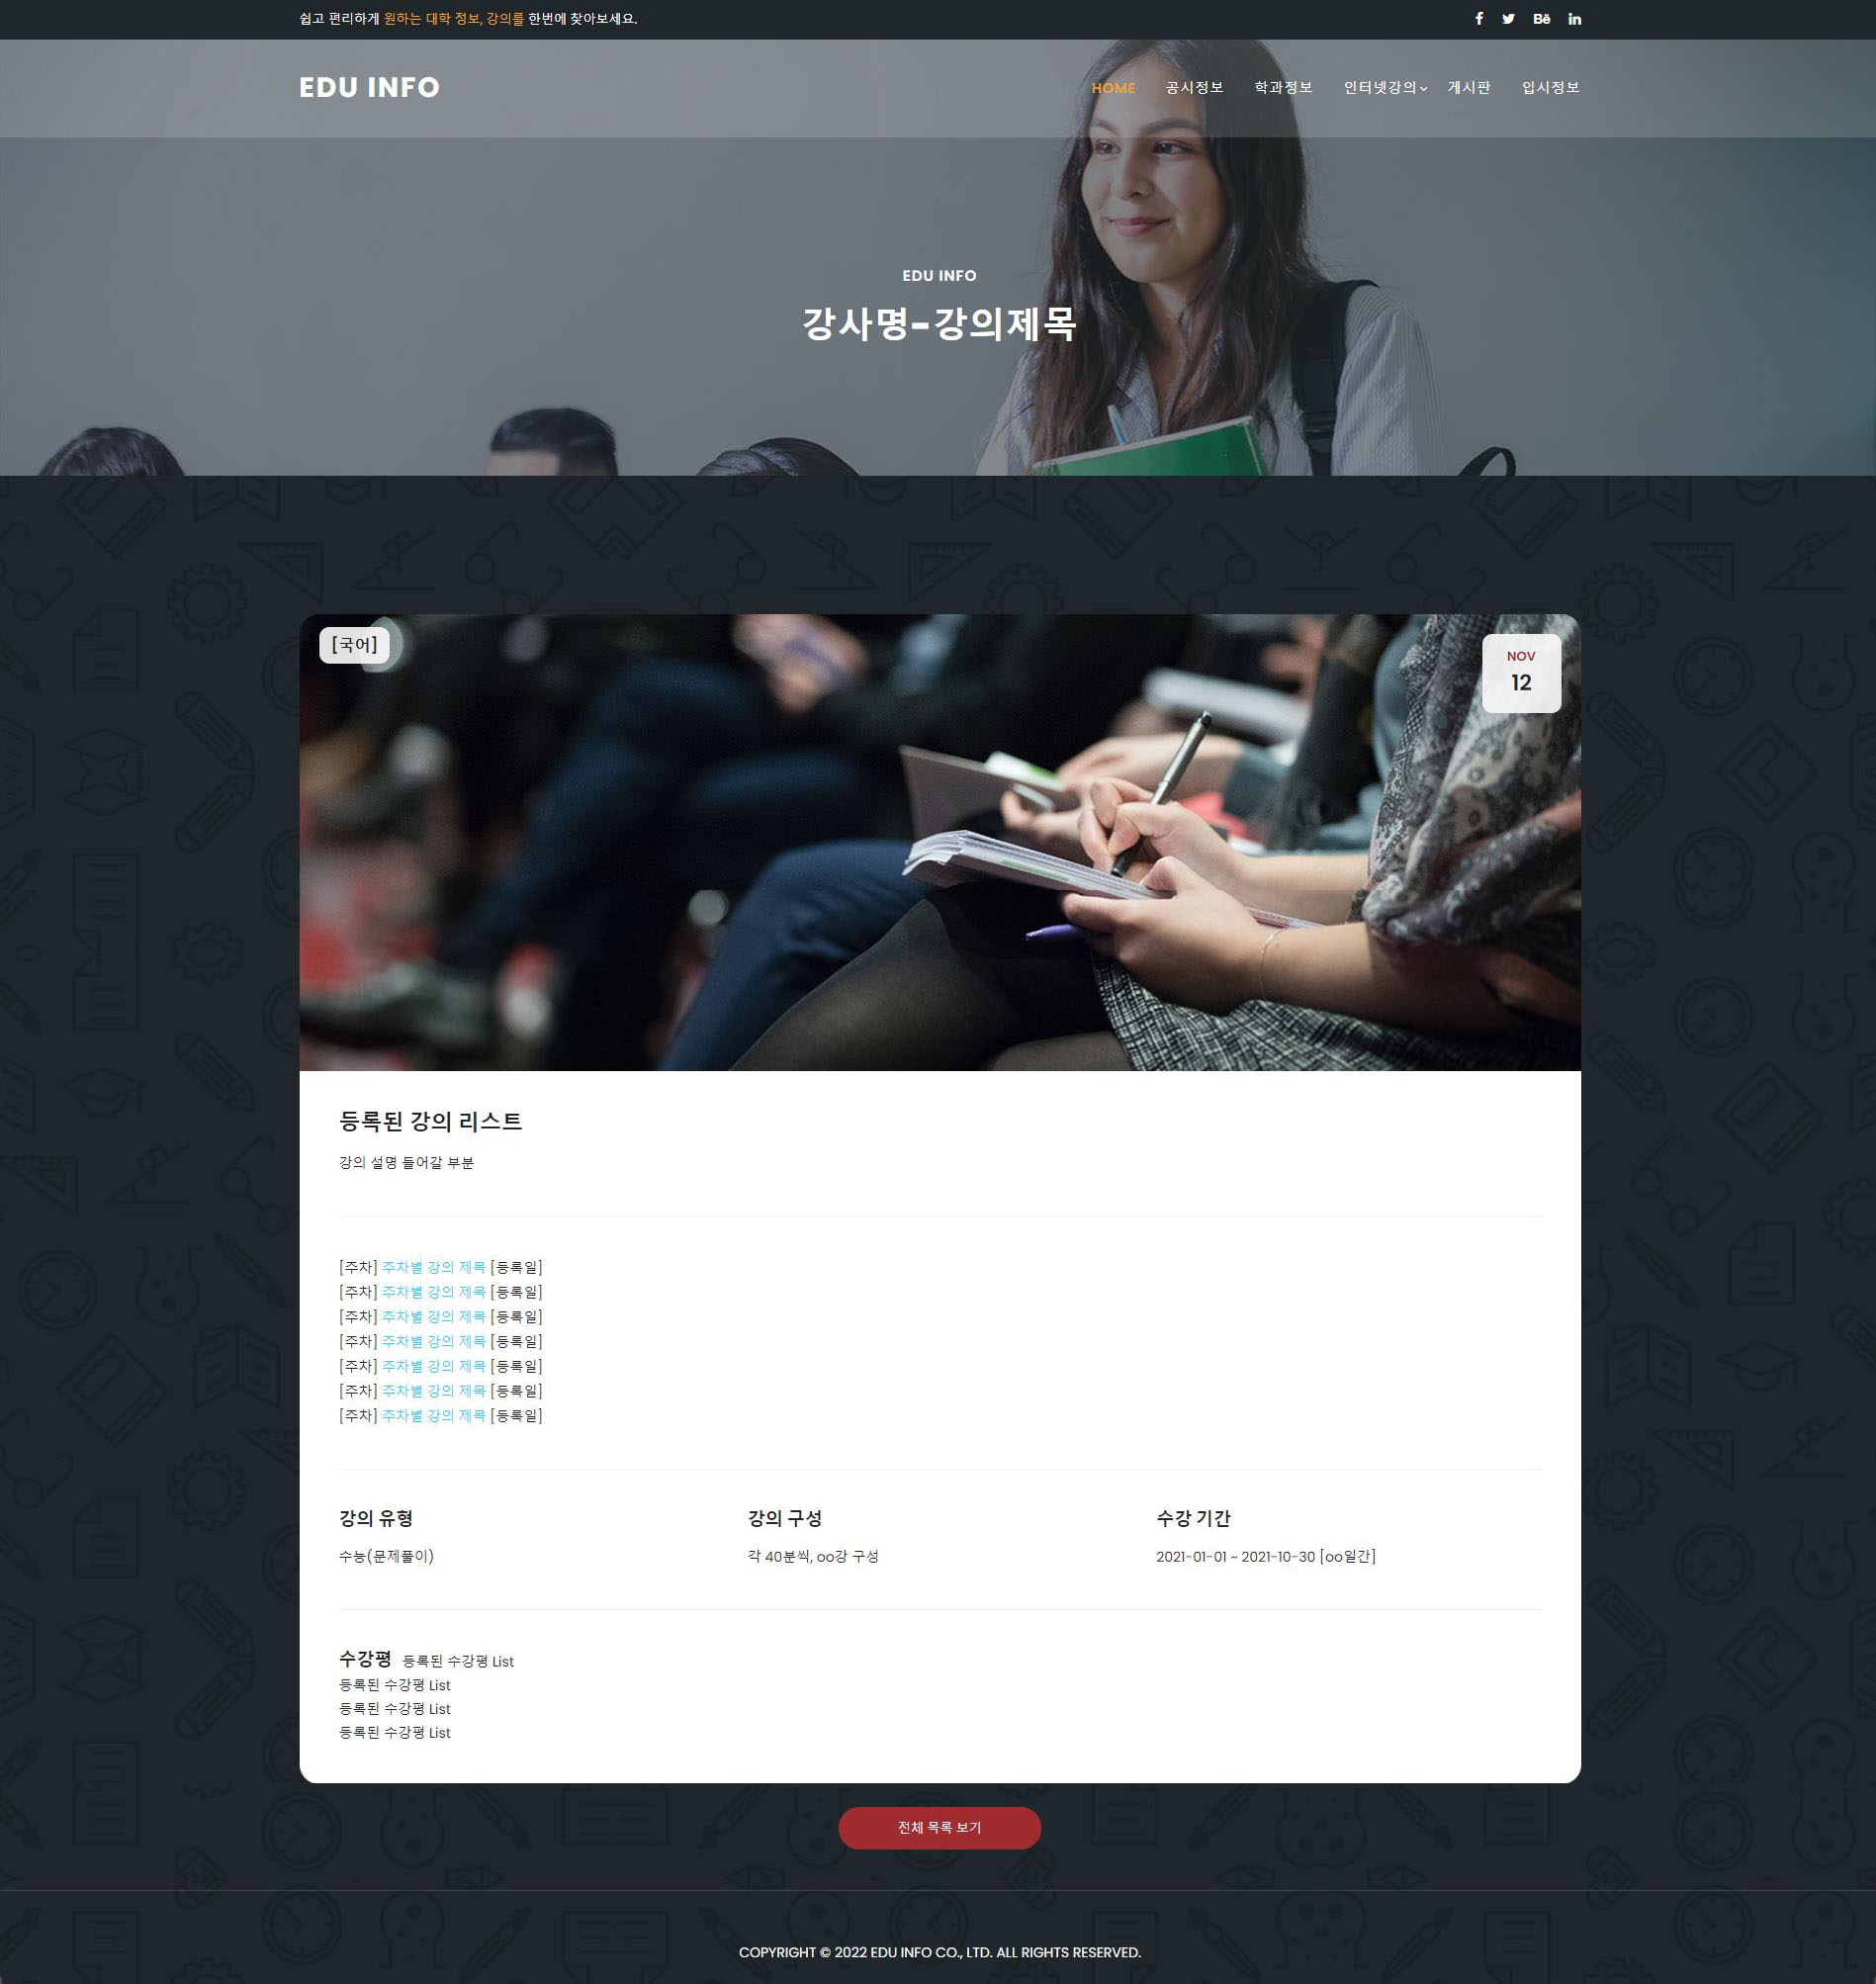 쉽고 편리하게 원하는 대학 정보, 강의를 한번에 찾아보세요.
Bē
in
EDU INFO
HOME 공시정보 학과정보 인터넷강의 게시판 입시정보
EDU INFO
강사명-강의제목
[국어]
NOV
12
등록된 강의 리스트
강의 설명 들어갈 부분
[주차] 주차별 강의 제목 [등록일]
[주차] 주차별 강의 제목 [등록일]
[주차] 주차별 강의 제목 [등록일]
[주차] 주차별 강의 제목 [등록일]
[주차] 주차별 강의 제목 [등록일]
[주차] 주차별 강의 제목 [등록일]
[주차] 주차별 강의 제목 [등록일]
강의 유형
수능(문제풀이)
강의 구성
각 40분씩, oo강 구성
수강 기간
2021-01-01 ~ 2021-10-30 [oo일간]
수강평 등록된 수강평 List
등록된 수강평 List
등록된 수강평 List
등록된 수강평 List
전체 목록 보기
COPYRIGHT © 2022 EDU INFO CO., LTD. ALL RIGHTS RESERVED.